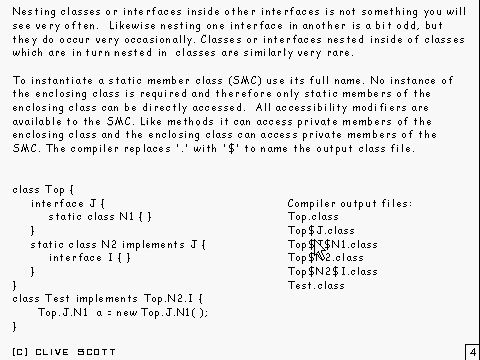 Nesting classes or interfaces inside other interfaces is not something you will
see very often. Likewise nesting one interface in another is a bit odd, but
they do occur very occasionally. Classes or interfaces nested inside of classes
which are in turn nested in classes are similarly very rare.
To instantiate a static member class (SMC) use its full name. No instance of
the enclosing class is required and therefore only static members of the
enclosing class can be directly accessed. All accessibility modifiers are
available to the SMC. Like methods it can access private members of the
enclosing class and the enclosing class can access private members of the
SMC. The compiler replaces '.' with '$' to name the output class file.
class Top {
interface J {
static class N1 { }
}
static class N2 implements J {
interface I { }
}
}
class Test implements Top.N2.I {
Top.J.N1 a = new Top.J.N1( );
}
Compiler output files:
Top.class
Top$J.class
Top$J$N1.class
Top$N2.class
Top$N2$I.class
Test.class
[C] CLIVE SCOTT
4